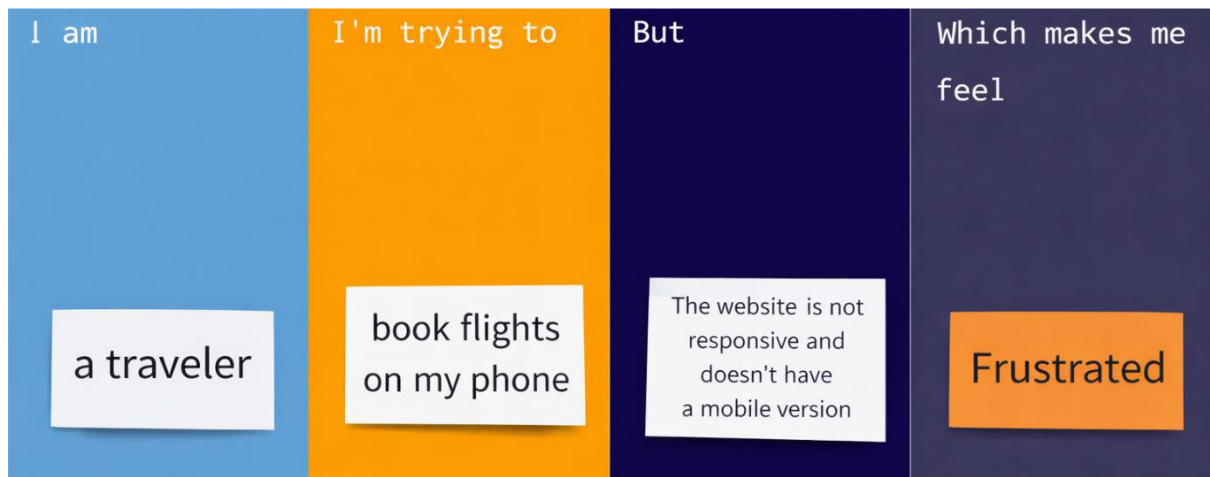 I am
a traveler
I'm trying to
book flights
on my phone
But
The website is not
responsive and
doesn't have
a mobile version
Which makes me
feel
Frustrated